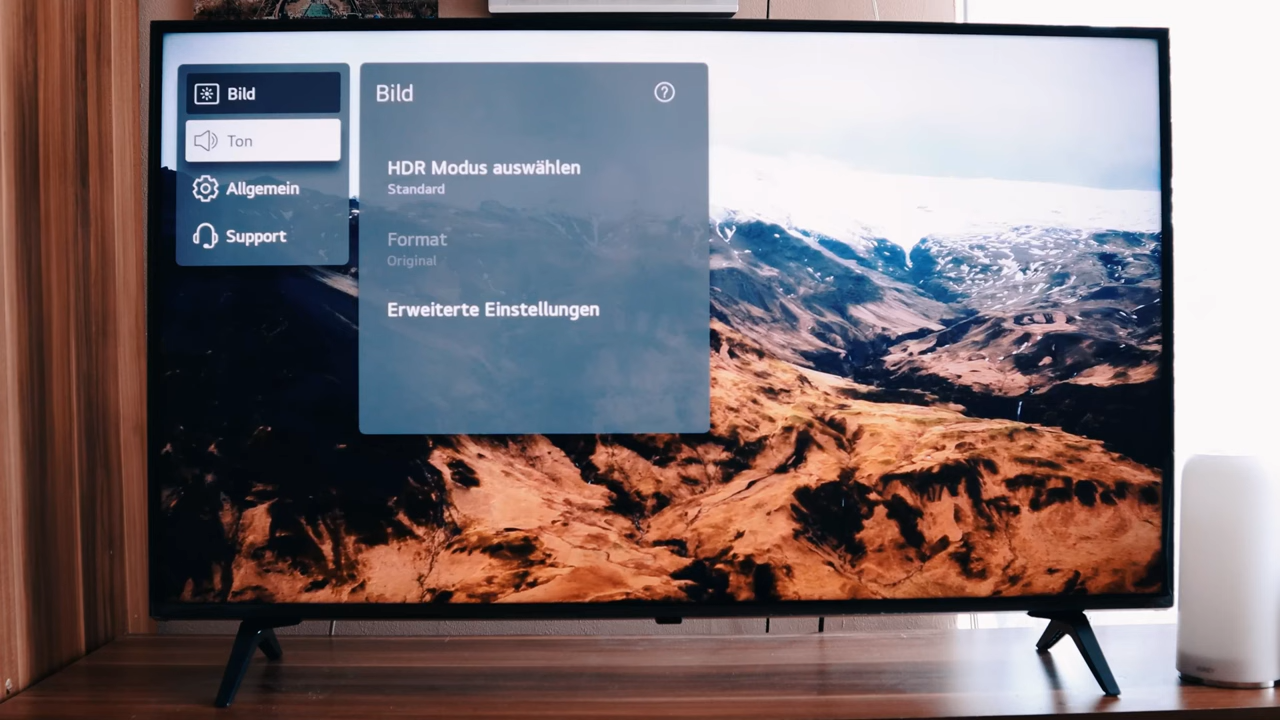 Bild
Ton
Allgemein
Support
Bild
?
HDR Modus auswählen
Standard
Format
Original
Erweiterte Einstellungen